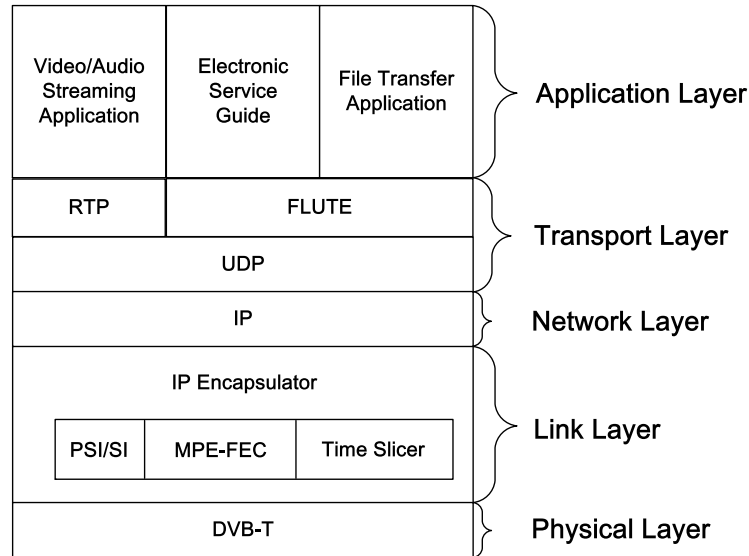 Video/Audio
Streaming
Application
Electronic
Service
Guide
File Transfer
Application
Application Layer
RTP
FLUTE
Transport Layer
UDP
IP
Network Layer
IP Encapsulator
PSI/SI
MPE-FEC
Time Slicer
Link Layer
DVB-T
Physical Layer